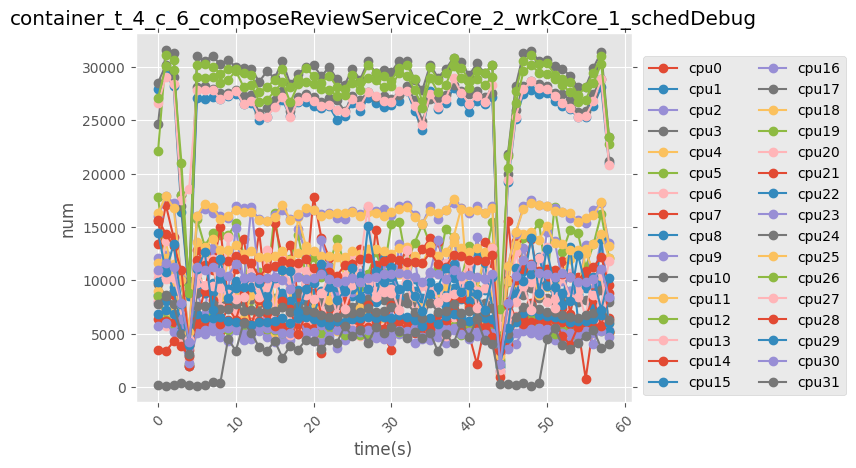 container_t_4_c_6_composeReviewServiceCore_2_wrkCore_1_schedDebug
num
30000
25000
20000
15000
10000
5000
0
0 10 20 30 40 50 60
time(s)
cpu0 cpu16
cpu1 cpu17
cpu2 cpu18
cpu3 cpu19
cpu4 cpu20
cpu5 cpu21
cpu6 cpu22
cpu7 cpu23
cpu8 cpu24
cpu9 cpu25
cpu10 cpu26
cpu11 cpu27
cpu12 cpu28
cpu13 cpu29
cpu14 cpu30
cpu15 cpu31